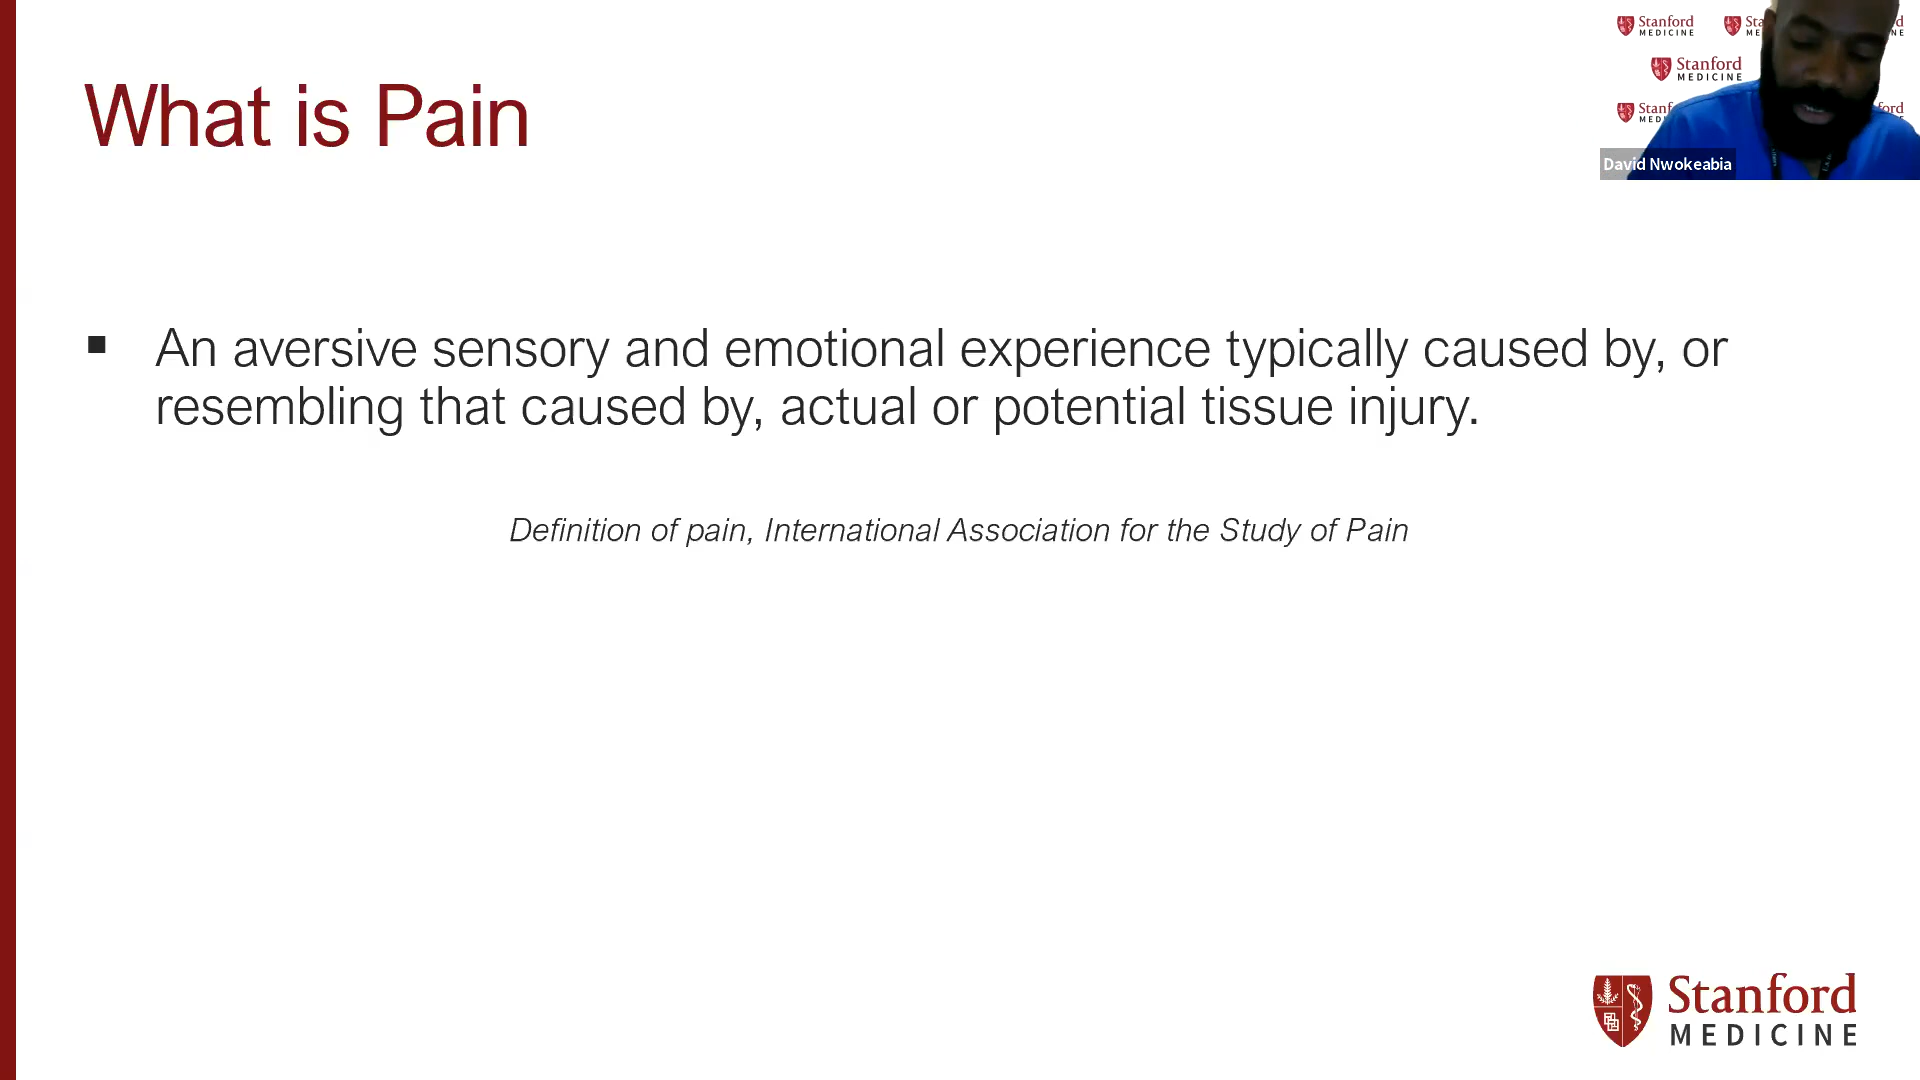 What is Pain
▪ An aversive sensory and emotional experience typically caused by, or
resembling that caused by, actual or potential tissue injury.
Definition of pain, International Association for the Study of Pain
Stanford
MEDICINE
Stanford
MEDICINE
David Nwokeabia
Stanford
MEDICINE